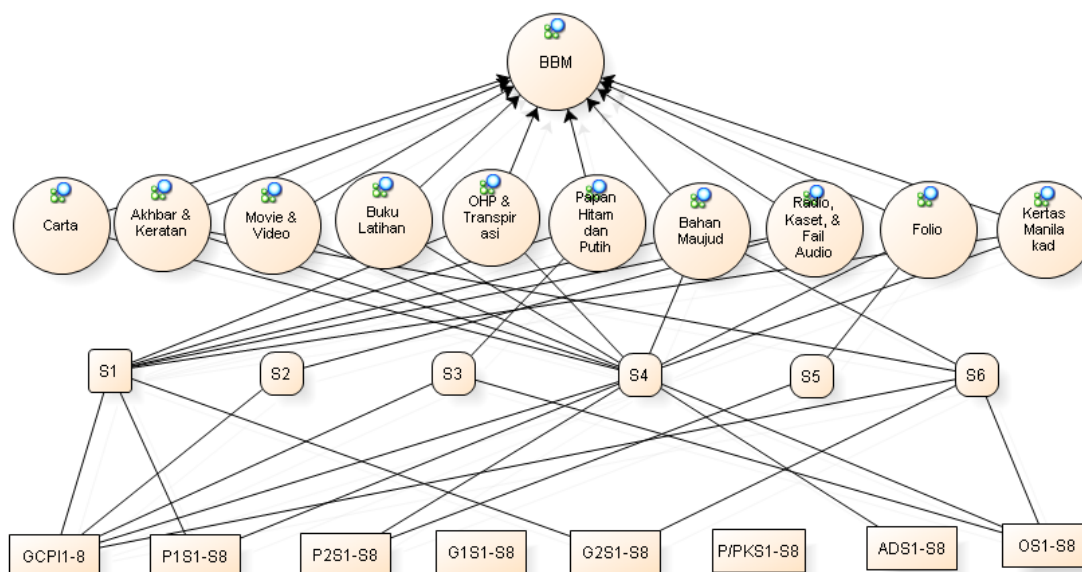 BBM
Carta
Akhbar &
Keratan
Movie &
Video
Buku
Latihan
OHP &
Transpir
asi
Papan
Hitam
dan
Putih
Bahan
Maujud
Radio,
Kaset, &
Fail
Audio
Folio
Kertas
Manila
kad
S1
S2
S3
S4
S5
S6
GCPI1-8
P1S1-S8
P2S1-S8
G1S1-S8
G2S1-S8
P/PKS1-S8
ADS1-S8
OS1-S8